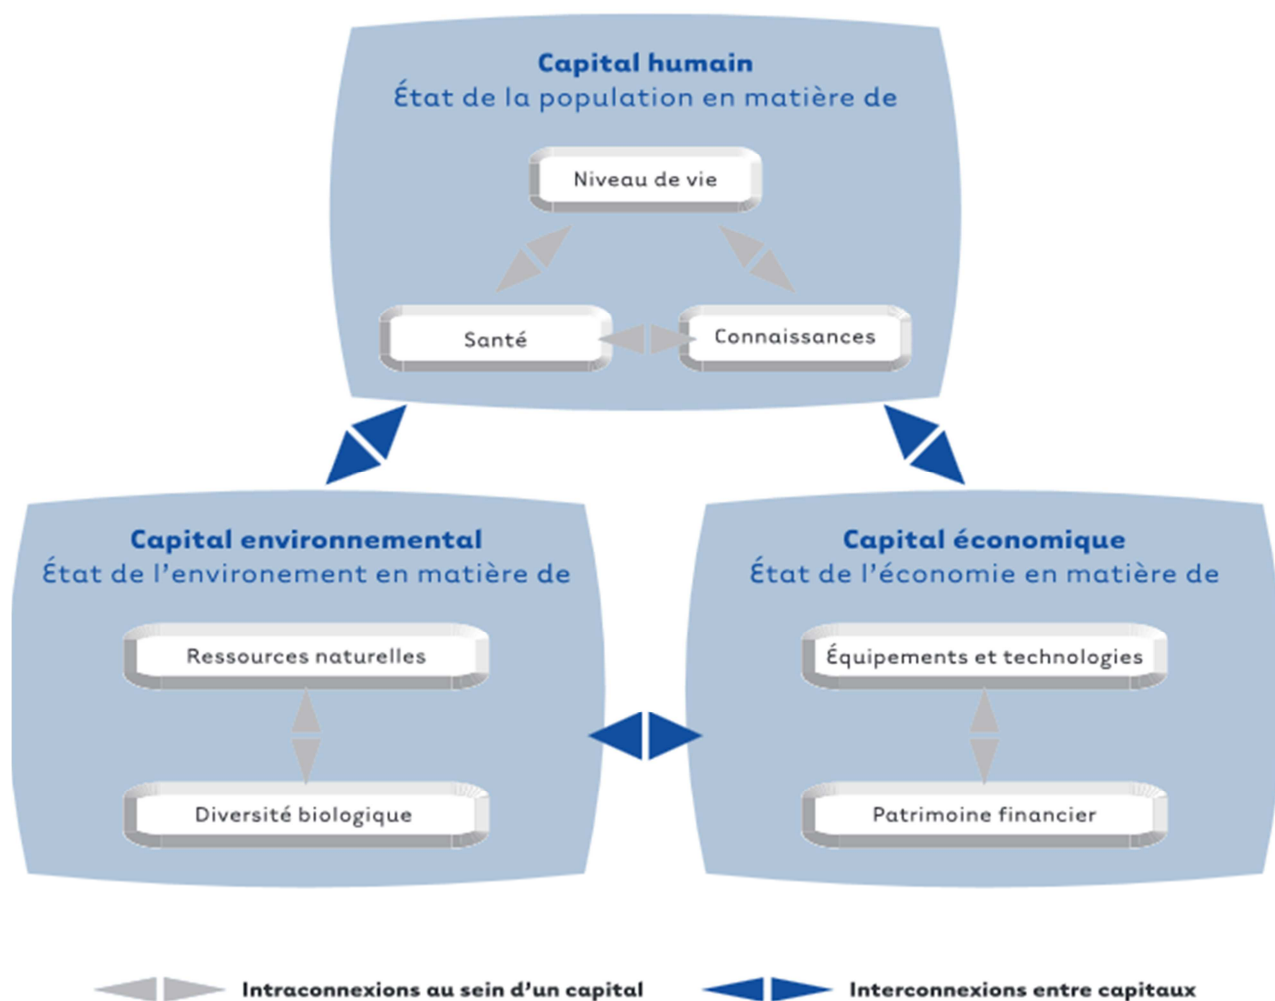 Capital humain
État de la population en matière de
Niveau de vie
Santé
Connaissances
Capital environnemental
État de l'environement en matière de
Ressources naturelles
Diversité biologique
Capital économique
État de l'économie en matière de
Équipements et technologies
Patrimoine financier
Intraconnexions au sein d'un capital
Interconnexions entre capitaux